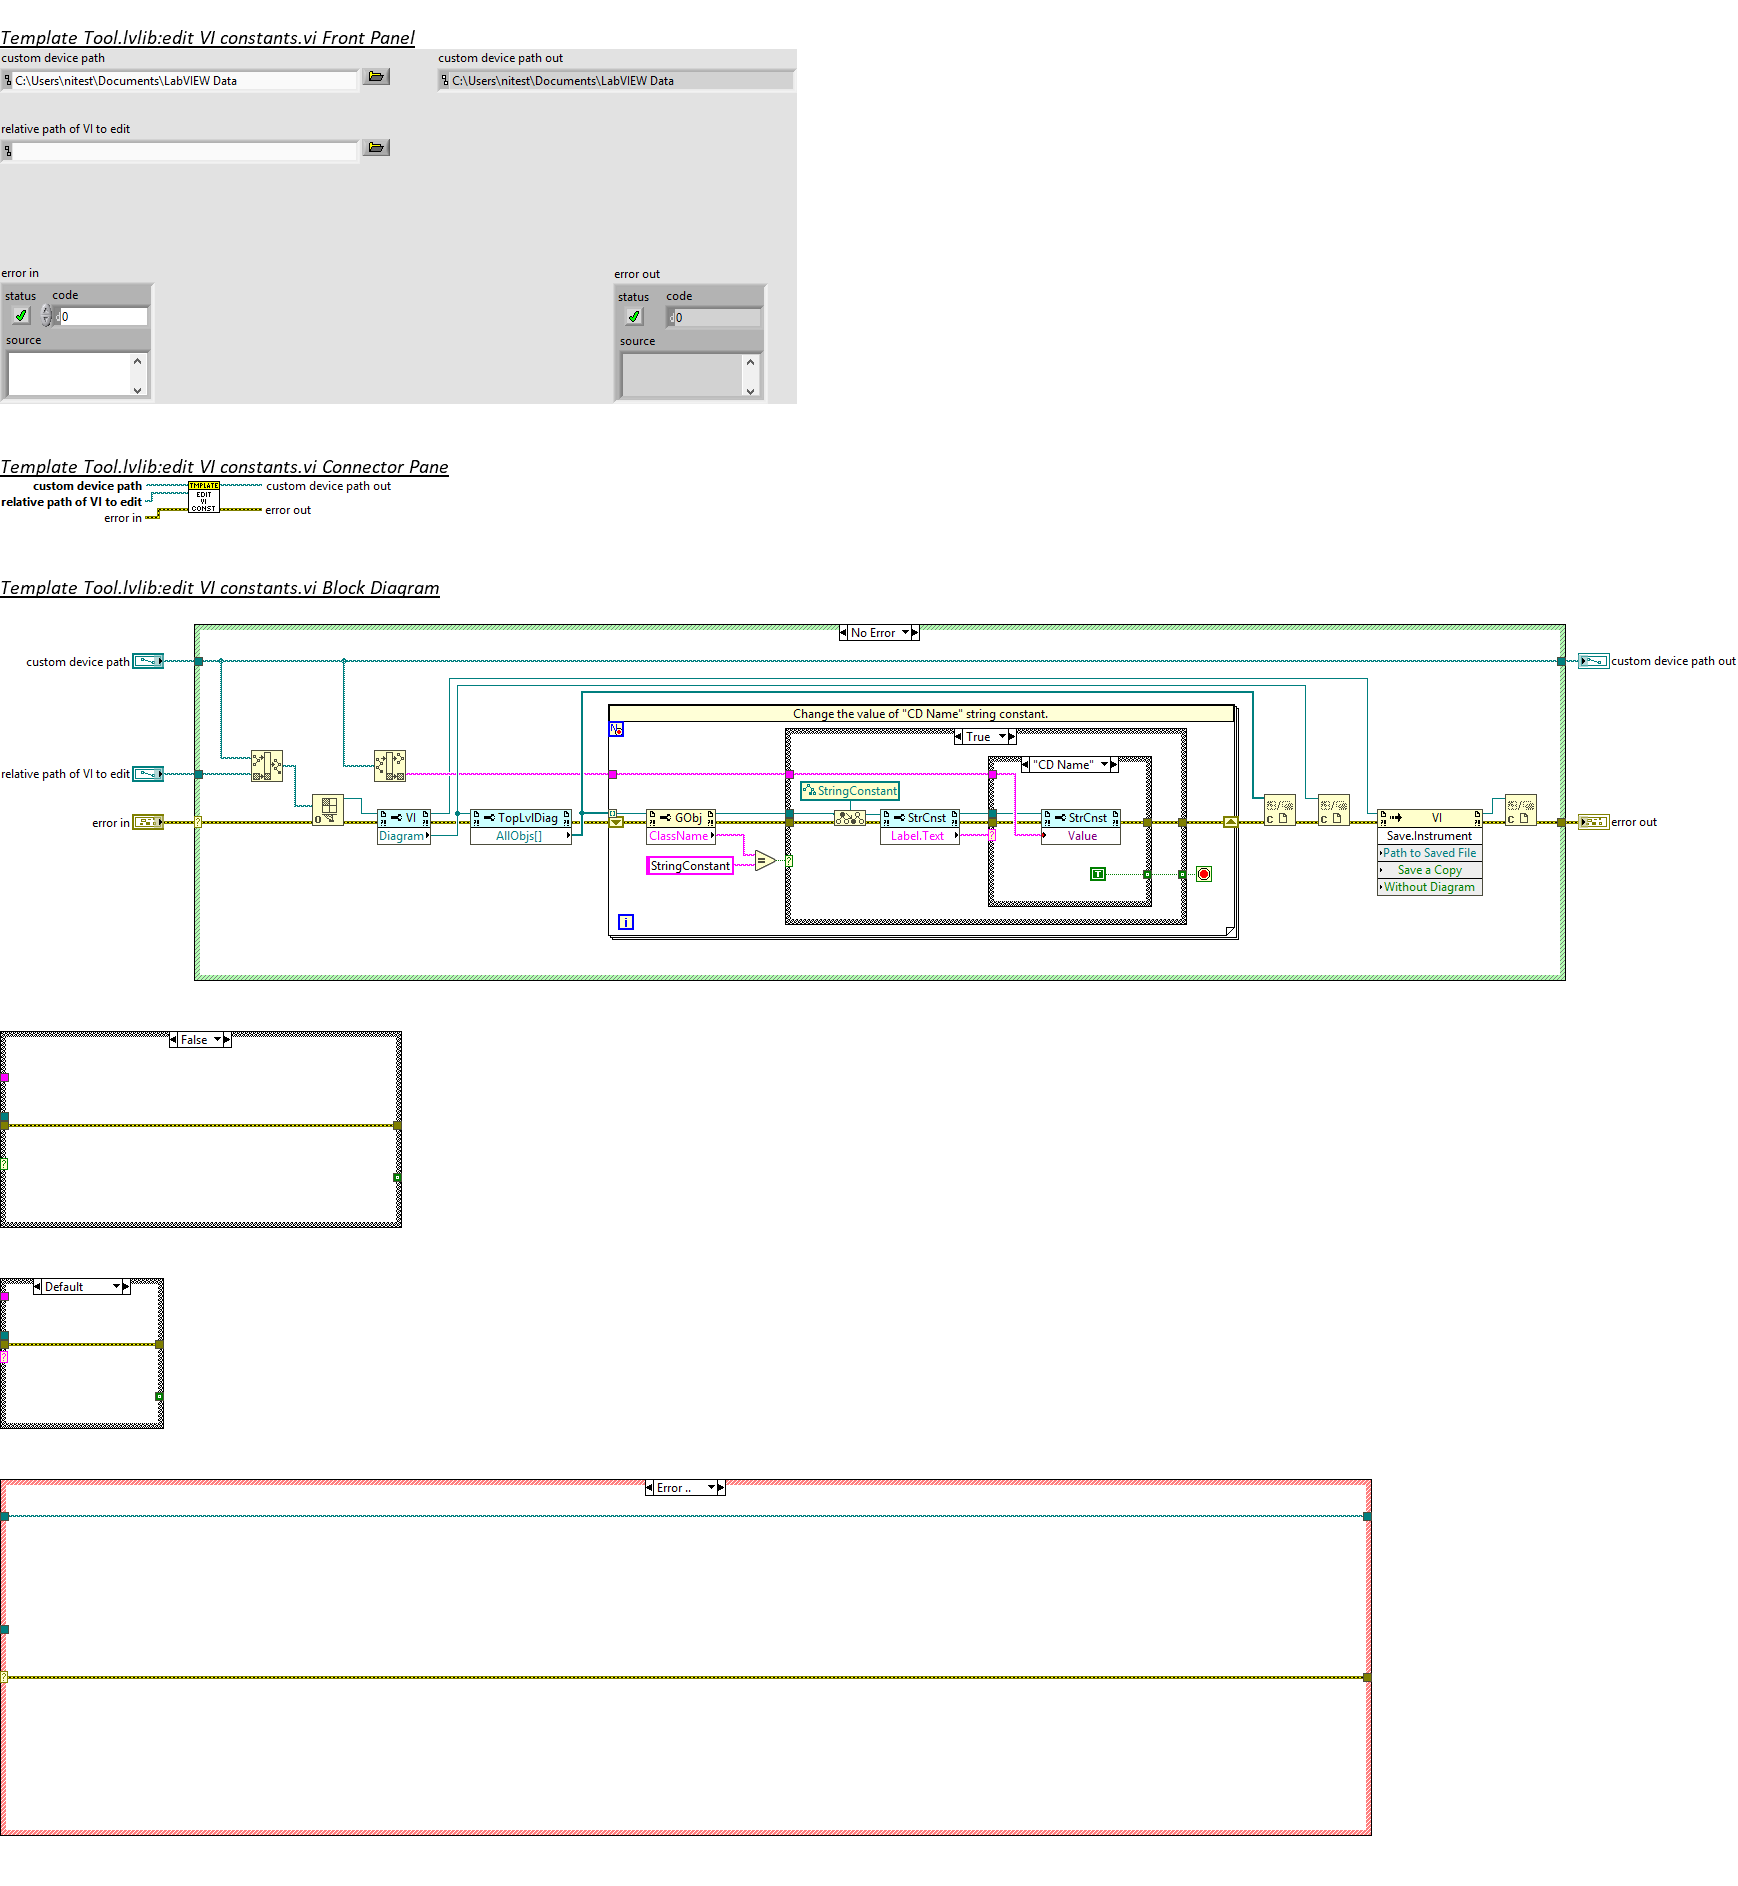 Template Tool.lvlib:edit VI constants.vi Front Panel
custom device path
custom device path out
C:\Users\nitest\Documents\LabVIEW Data
C:\Users\nitest\Documents\LabVIEW Data
relative path of VI to edit
error in
error out
status code
status code
0
0
source
source
Template Tool.lvlib:edit VI constants.vi Connector Pane
custom device path
TMPLATE
custom device path out
relative path of VI to edit
EDIT
VI
CONST
error in
error out
Template Tool.lvlib:edit VI constants.vi Block Diagram
No Error
custom device path
custom device path out
Change the value of "CD Name" string constant.
N
True
"CD Name"
relative path of VI to edit
StringConstant
error in
VI
TopLvlDiag
GObj
StrCnst
StrCnst
VI
error out
Diagram
AllObjs[]
ClassName
Label.Text
Value
Save.Instrument
Path to Saved File
StringConstant
=
?
Save a Copy
T
Without Diagram
i
False
?
Default
?
Error ..
?